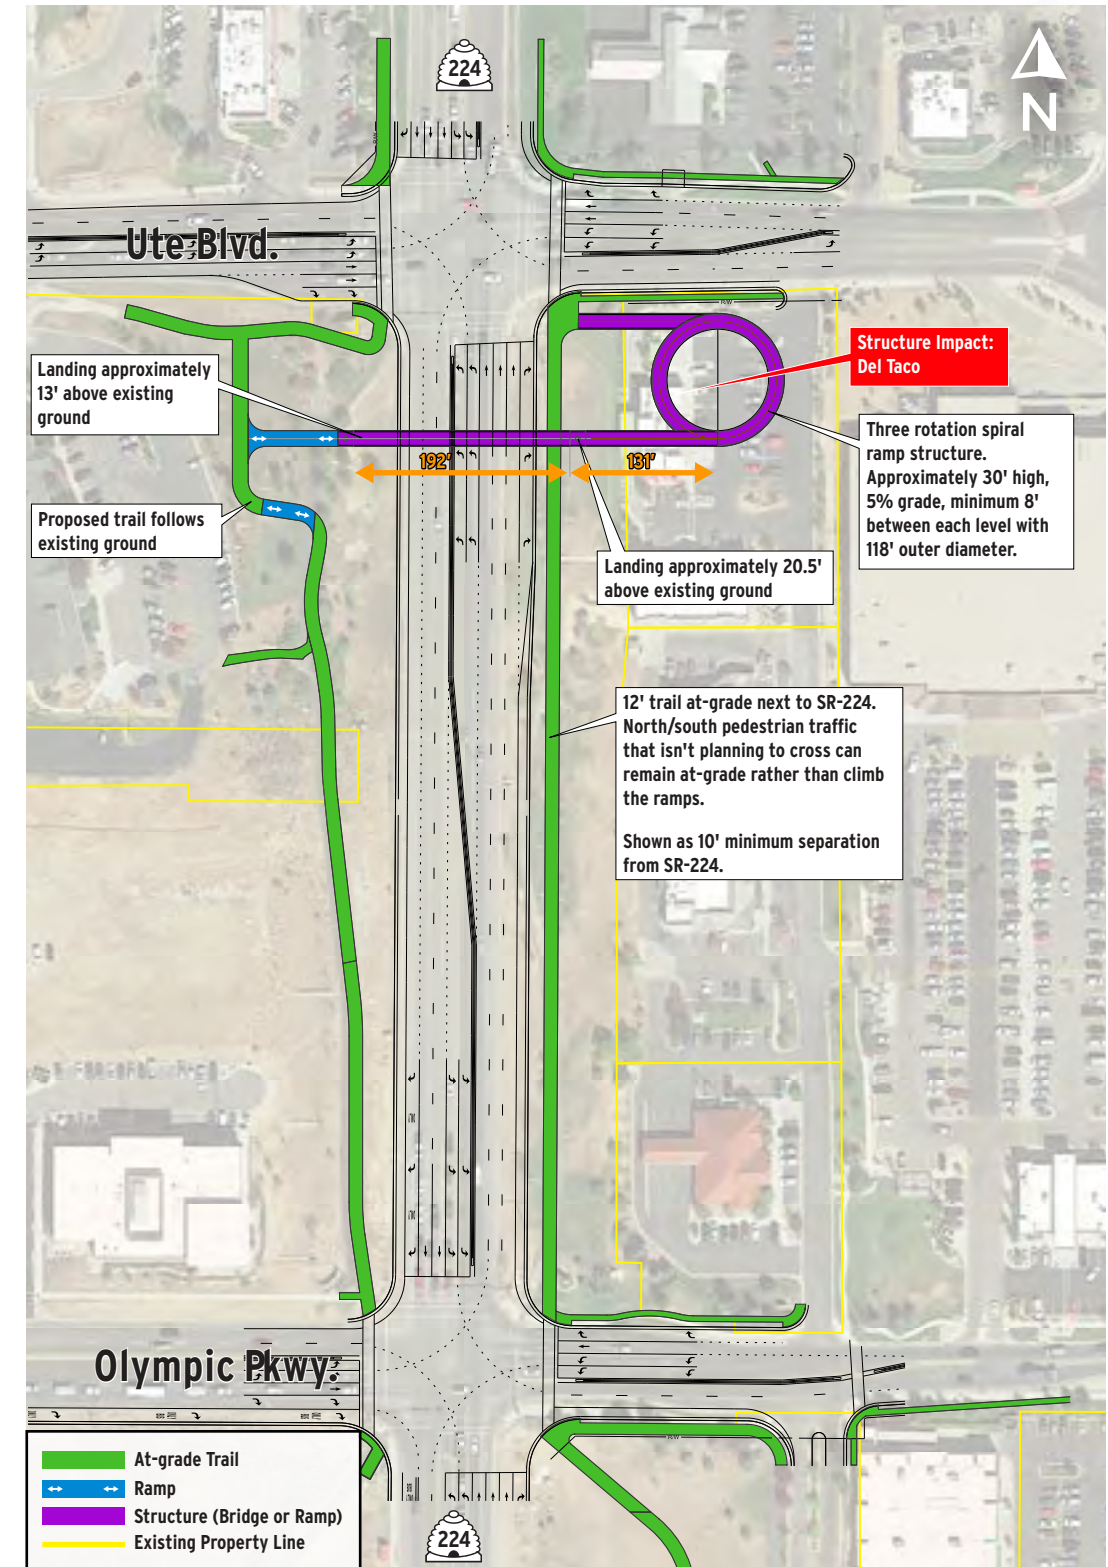 224
N
Ute Blvd.
Structure Impact:
Del Taco
Landing approximately
13' above existing
ground
192'
131'
Three rotation spiral
ramp structure.
Approximately 30' high,
5% grade, minimum 8'
between each level with
118' outer diameter.
Proposed trail follows
existing ground
Landing approximately 20.5'
above existing ground
12' trail at-grade next to SR-224.
North/south pedestrian traffic
that isn't planning to cross can
remain at-grade rather than climb
the ramps.
Shown as 10' minimum separation
from SR-224.
Olympic Pkwy.
At-grade Trail
Ramp
Structure (Bridge or Ramp)
Existing Property Line
224